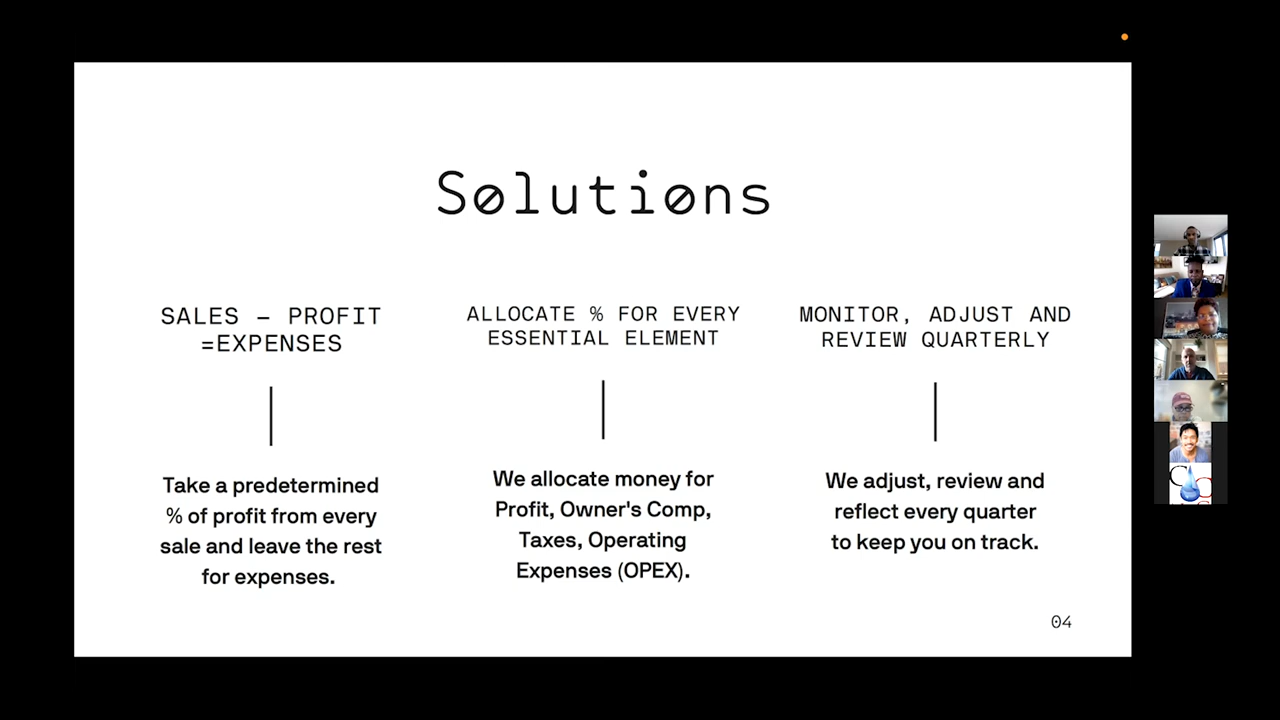 Solutions
SALES – PROFIT
=EXPENSES
Take a predetermined
% of profit from every
sale and leave the rest
for expenses.
ALLOCATE % FOR EVERY
ESSENTIAL ELEMENT
We allocate money for
Profit, Owner's Comp,
Taxes, Operating
Expenses (OPEX).
MONITOR, ADJUST AND
REVIEW QUARTERLY
We adjust, review and
reflect every quarter
to keep you on track.
04